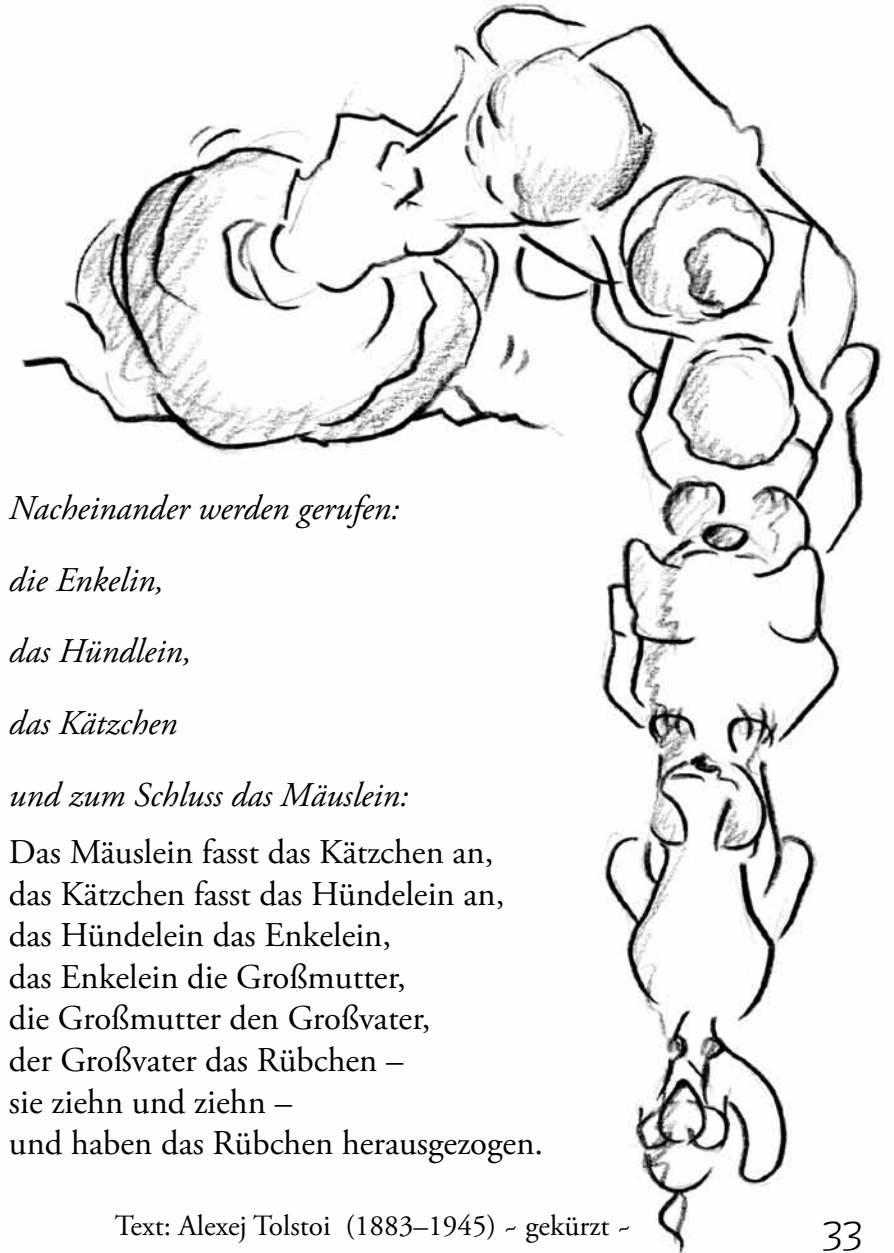 Nacheinander werden gerufen:
die Enkelin,
das Hündlein,
das Kätzchen
und zum Schluss das Mäuslein:
Das Mäuslein fasst das Kätzchen an,
das Kätzchen fasst das Hündelein an,
das Hündelein das Enkelein,
das Enkelein die Großmutter,
die Großmutter den Großvater,
der Großvater das Rübchen –
sie ziehn und ziehn –
und haben das Rübchen herausgezogen.
Text: Alexej Tolstoi (1883–1945) ~ gekürzt ~
33